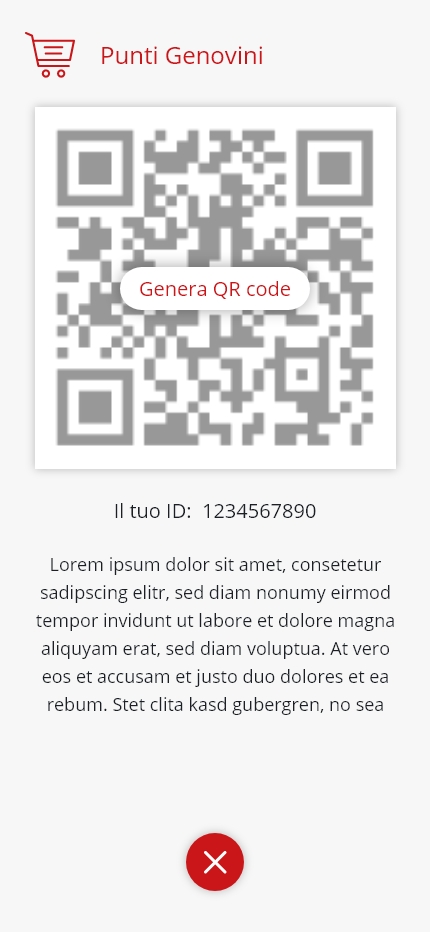 Punti Genovini
Genera QR code
Il tuo ID: 1234567890
Lorem ipsum dolor sit amet, consetetur
sadipscing elitr, sed diam nonumy eirmod
tempor invidunt ut labore et dolore magna
aliquyam erat, sed diam voluptua. At vero
eos et accusam et justo duo dolores et ea
rebum. Stet clita kasd gubergren, no sea